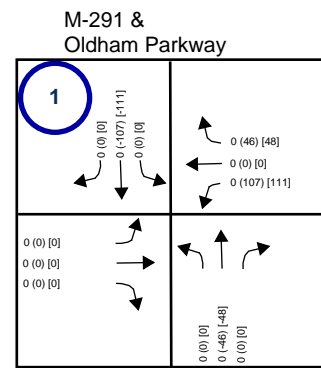 M-291 &
Oldham Parkway
1
0 (0) [0]
0 (-107) [-111]
0 (0) [0]
0 (46) [48]
0 (0) [0]
0 (107) [111]
0 (0) [0]
0 (0) [0]
0 (0) [0]
0 (0) [0]
0 (-46) [-48]
0 (0) [0]